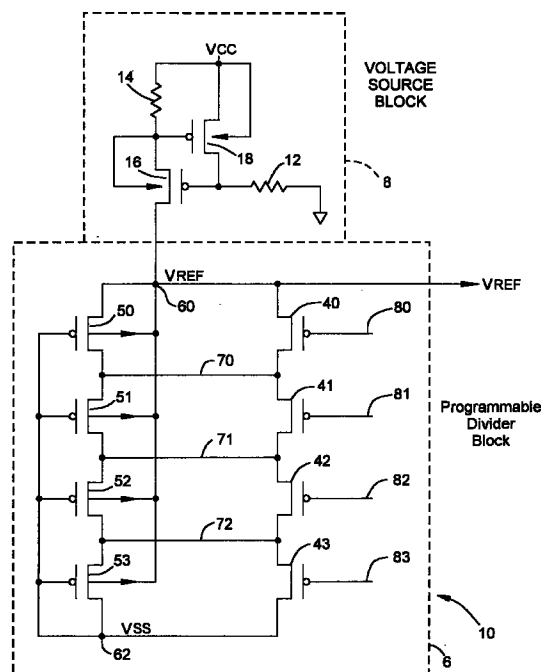 VCC
VOLTAGE
SOURCE
BLOCK
14
18
12
16
8
VREF
VREF
60
50
40
80
70
51
41
81
Programmable
Divider
Block
71
52
42
82
72
53
43
83
VSS
62
10
6